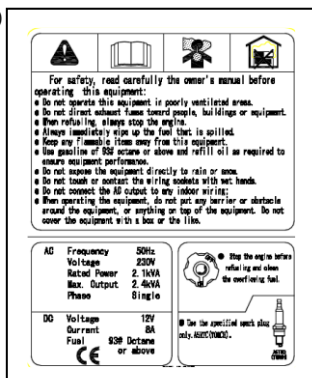 For safety, read carefully the owner's manual before
operating this equipment:
Do not operate this equipment in poorly ventilated areas.
Do not direct exhaust fumes toward people, buildings or equipment.
When refueling, always stop the engine.
Always immediately wipe up the fuel that is spilled.
Keep any flammable items away from this equipment.
Use gasoline of 93# octane or above and refill oil as required to
ensure equipment performance.
Do not expose the equipment directly to rain or snow.
Do not touch or contact the wiring sockets with wet hands.
Do not connect the AC output to any indoor wiring:
When operating the equipment, do not put any barrier or obstacle
around the equipment, or anything on top of the equipment. Do not
cover the equipment with a box or the like.
AC Frequency 50Hz
Voltage 230V
Rated Power 2.1kVA
Max. Output 2.4kVA
Phase Single
DC Voltage 12V
Current 8A
Fuel 93# Octane
or above
CE
Stop the engine before
refueling and clean
the overflowing fuel.
Use the specified spark plug
only.
(TORCH)